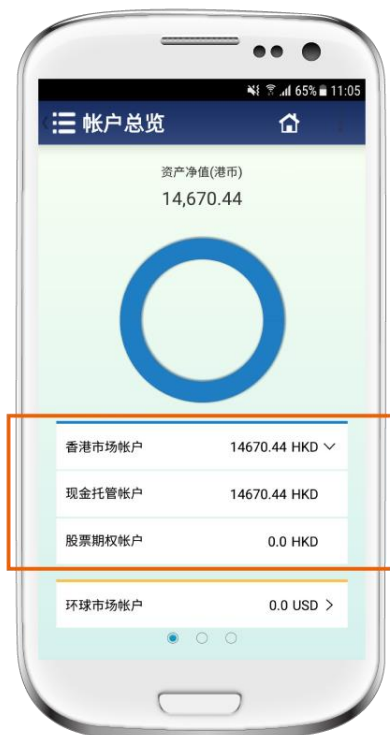 65% 11:05
帐户总览
资产净值(港币)
14,670.44
香港市场帐户 14670.44 HKD
现金托管帐户 14670.44 HKD
股票期权帐户 0.0 HKD
环球市场帐户 0.0 USD